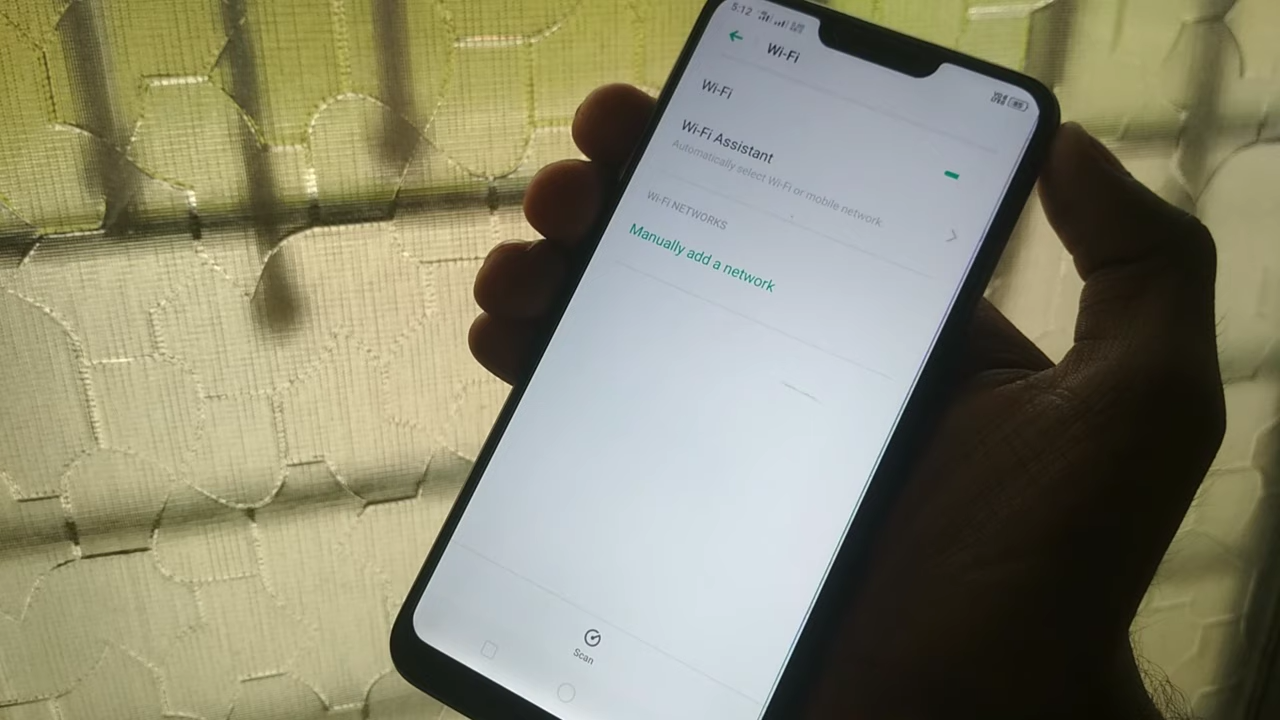 5:12
Wi-Fi
Wi-Fi
Wi-Fi Assistant
Automatically select Wi-Fi or mobile network
Wi-Fi NETWORKS
Manually add a network
Scan